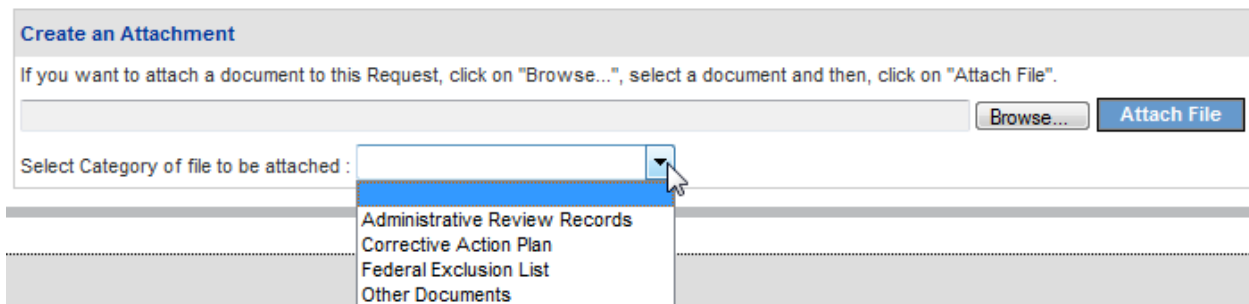 Create an Attachment
If you want to attach a document to this Request, click on "Browse...", select a document and then, click on "Attach File".
Browse... Attach File
Select Category of file to be attached :
Administrative Review Records
Corrective Action Plan
Federal Exclusion List
Other Documents